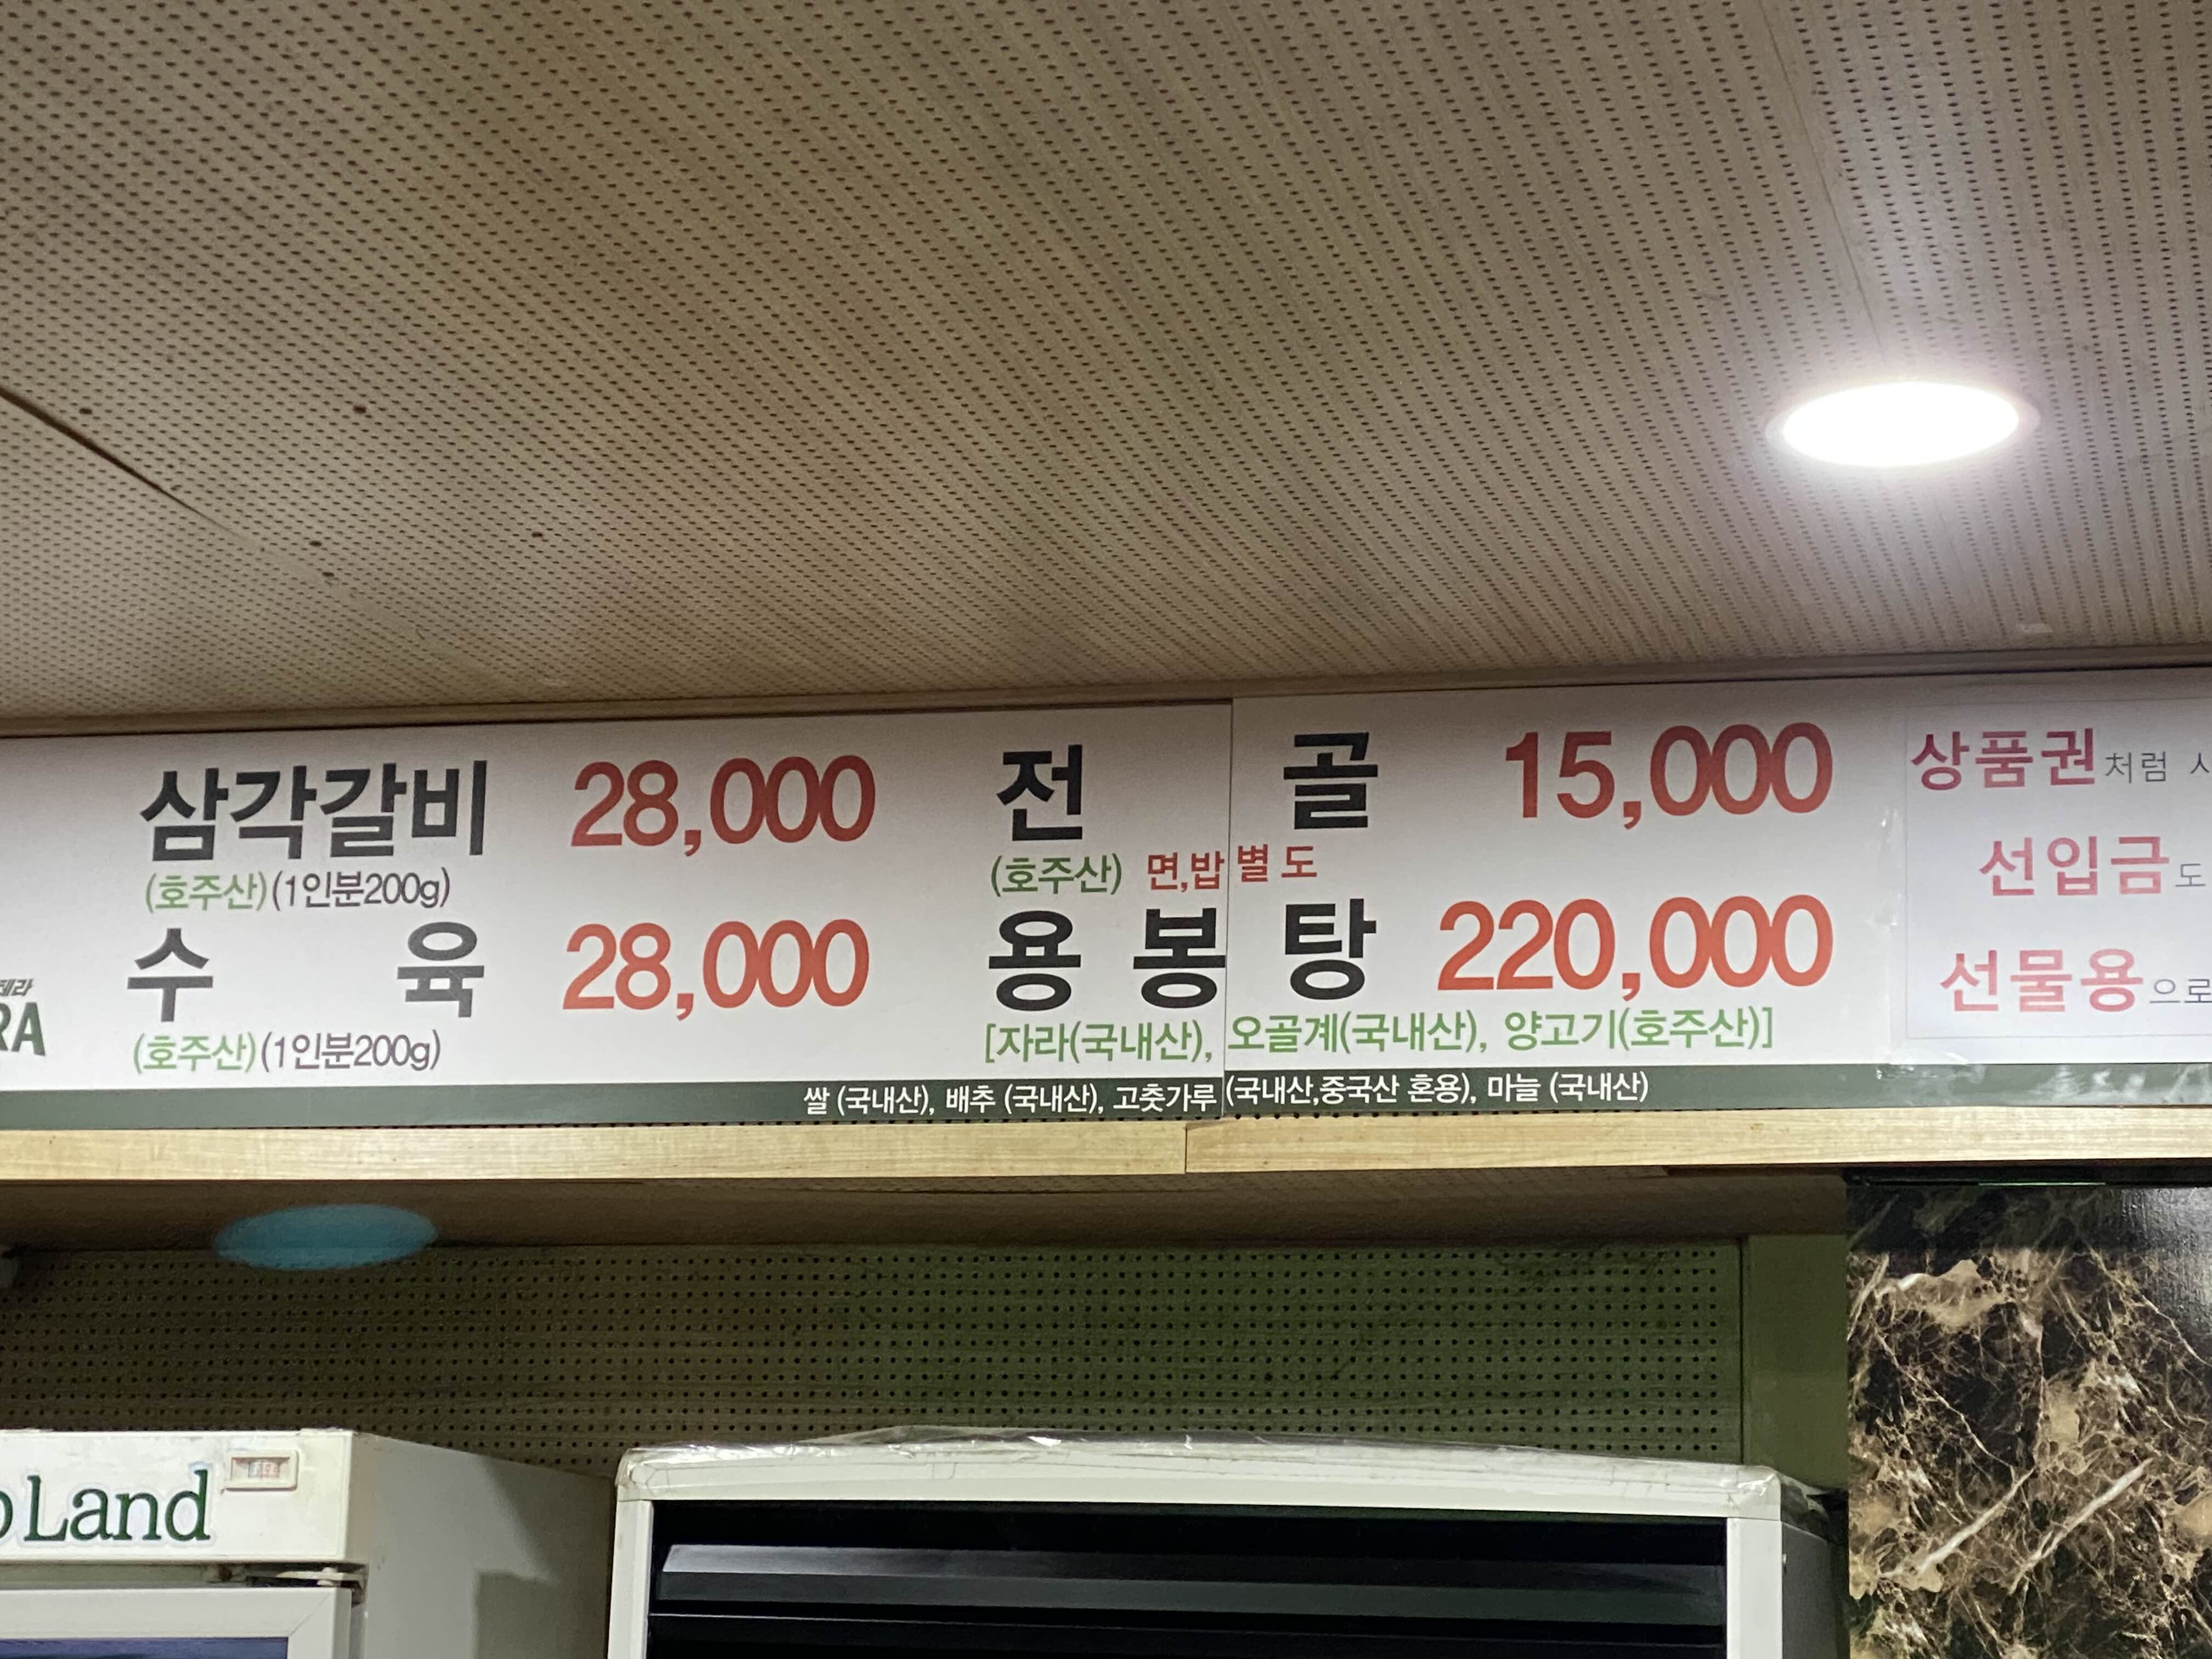 삼각갈비 28,000
(호주산)(1인분200g)
수 육 28,000
(호주산)(1인분200g)
전 골 15,000
(호주산) 면,밥 별도
용봉탕 220,000
[자라(국내산), 오골계(국내산), 양고기(호주산)]
쌀 (국내산), 배추 (국내산), 고춧가루 (국내산,중국산 혼용), 마늘 (국내산)
상품권처럼 사
선입금도
선물용으로
테라
RA
Land